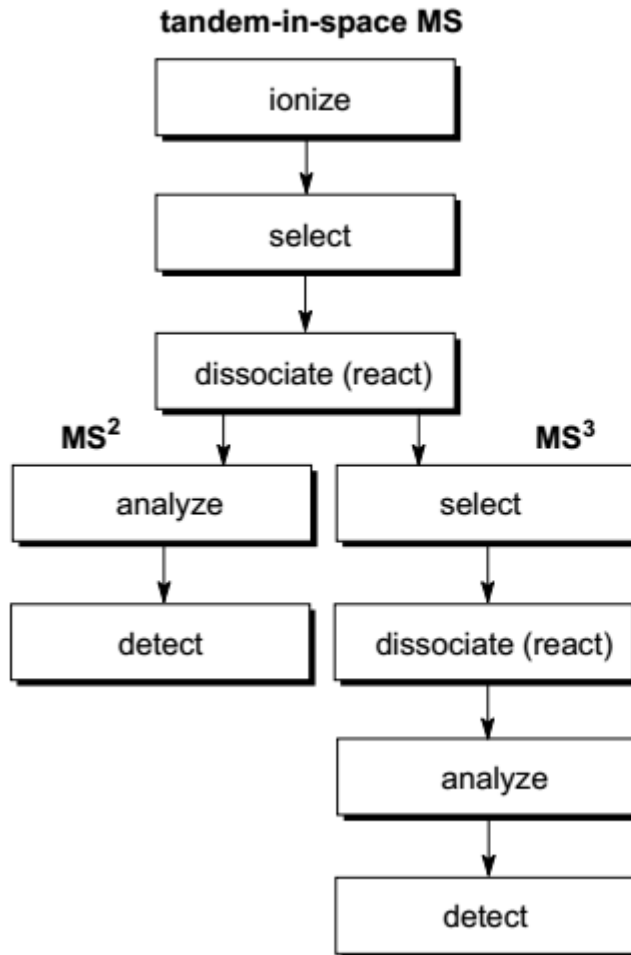 tandem-in-space MS
ionize
select
dissociate (react)
MS²
MS³
analyze
select
detect
dissociate (react)
analyze
detect